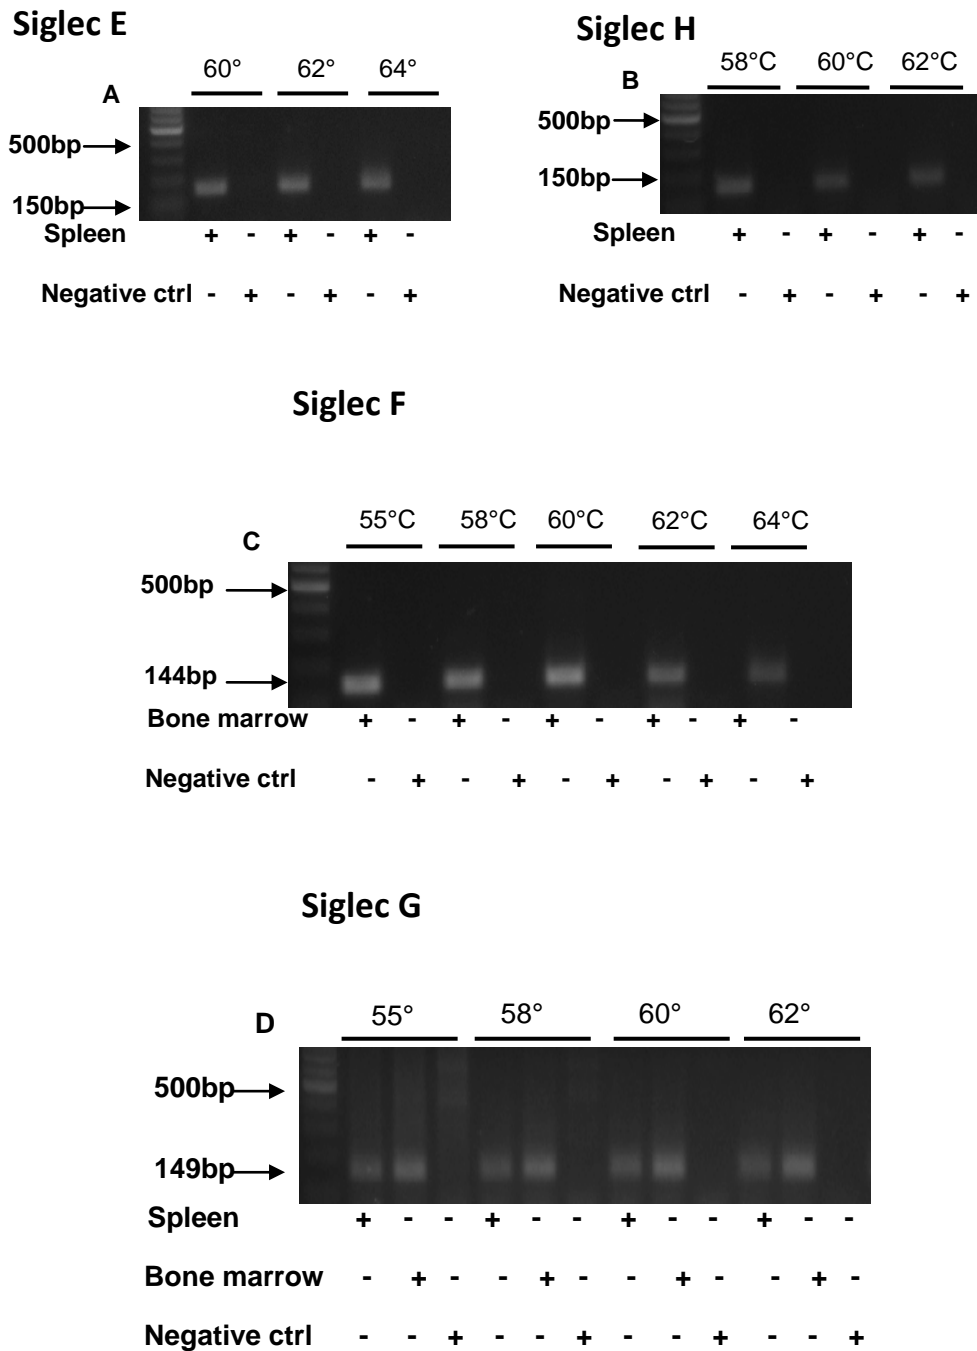 Siglec E
60° 62° 64°
A
500bp
150bp
Spleen + - + - + -
Negative ctrl - + - + - +
Siglec H
58°C 60°C 62°C
B
500bp
150bp
Spleen + - + - + -
Negative ctrl - + - + - +
Siglec F
55°C 58°C 60°C 62°C 64°C
C
500bp
144bp
Bone marrow + - + - + - + - + -
Negative ctrl - + - + - + - + - +
Siglec G
55° 58° 60° 62°
D
500bp
149bp
Spleen + - - + - - + - - + - -
Bone marrow - + - - + - - + - - + -
Negative ctrl - - + - - + - - + - - +